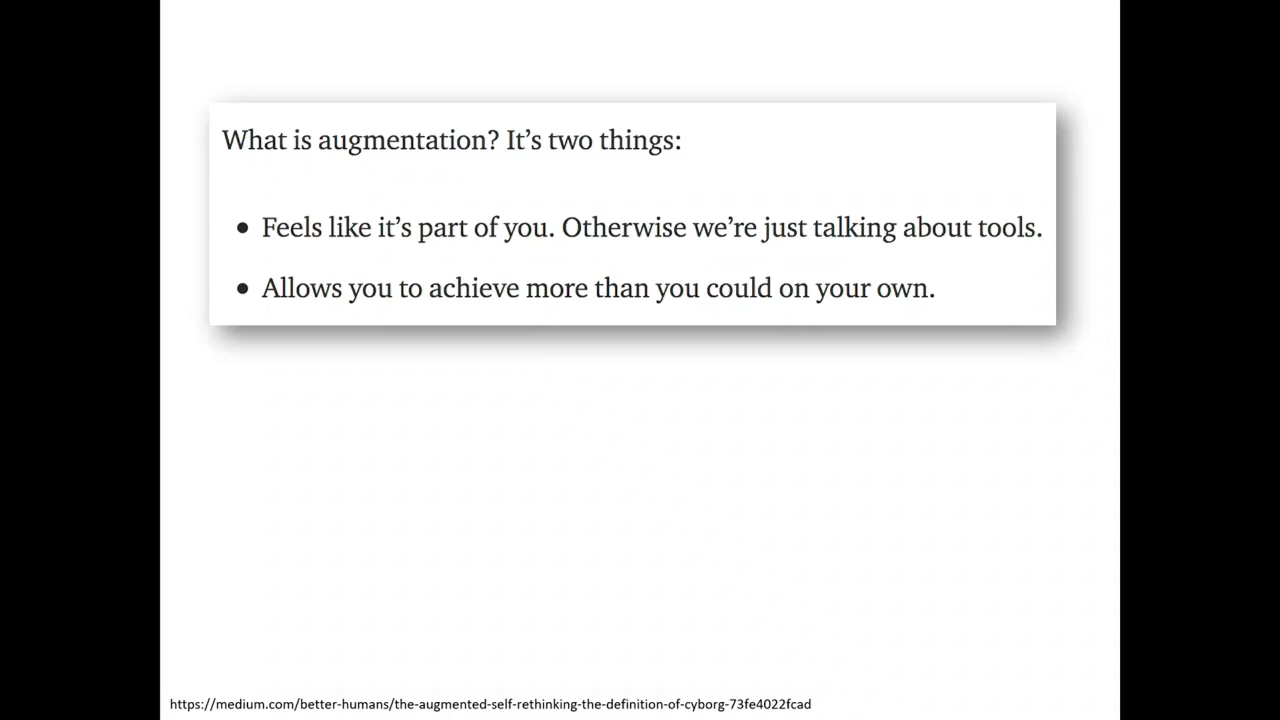 What is augmentation? It’s two things:
• Feels like it’s part of you. Otherwise we’re just talking about tools.
• Allows you to achieve more than you could on your own.
https://medium.com/better-humans/the-augmented-self-rethinking-the-definition-of-cyborg-73fe4022fcad